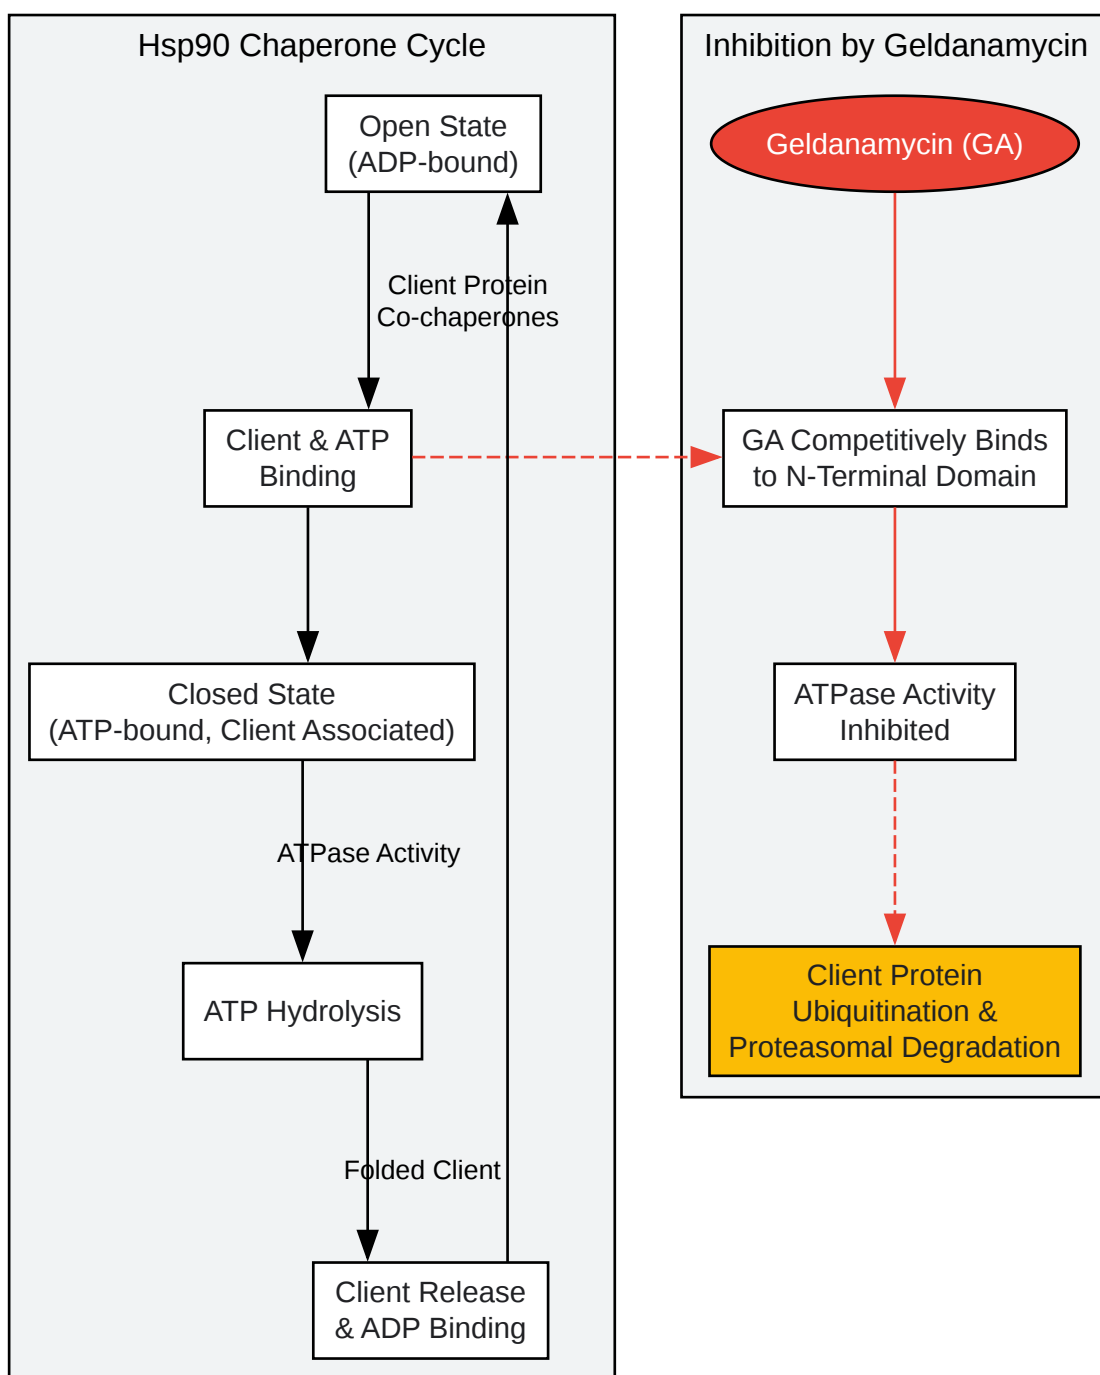 Hsp90 Chaperone Cycle
Open State
(ADP-bound)
Client Protein
Co-chaperones
Client & ATP
Binding
Closed State
(ATP-bound, Client Associated)
ATPase Activity
ATP Hydrolysis
Folded Client
Client Release
& ADP Binding
Inhibition by Geldanamycin
Geldanamycin (GA)
GA Competitively Binds
to N-Terminal Domain
ATPase Activity
Inhibited
Client Protein
Ubiquitination &
Proteasomal Degradation